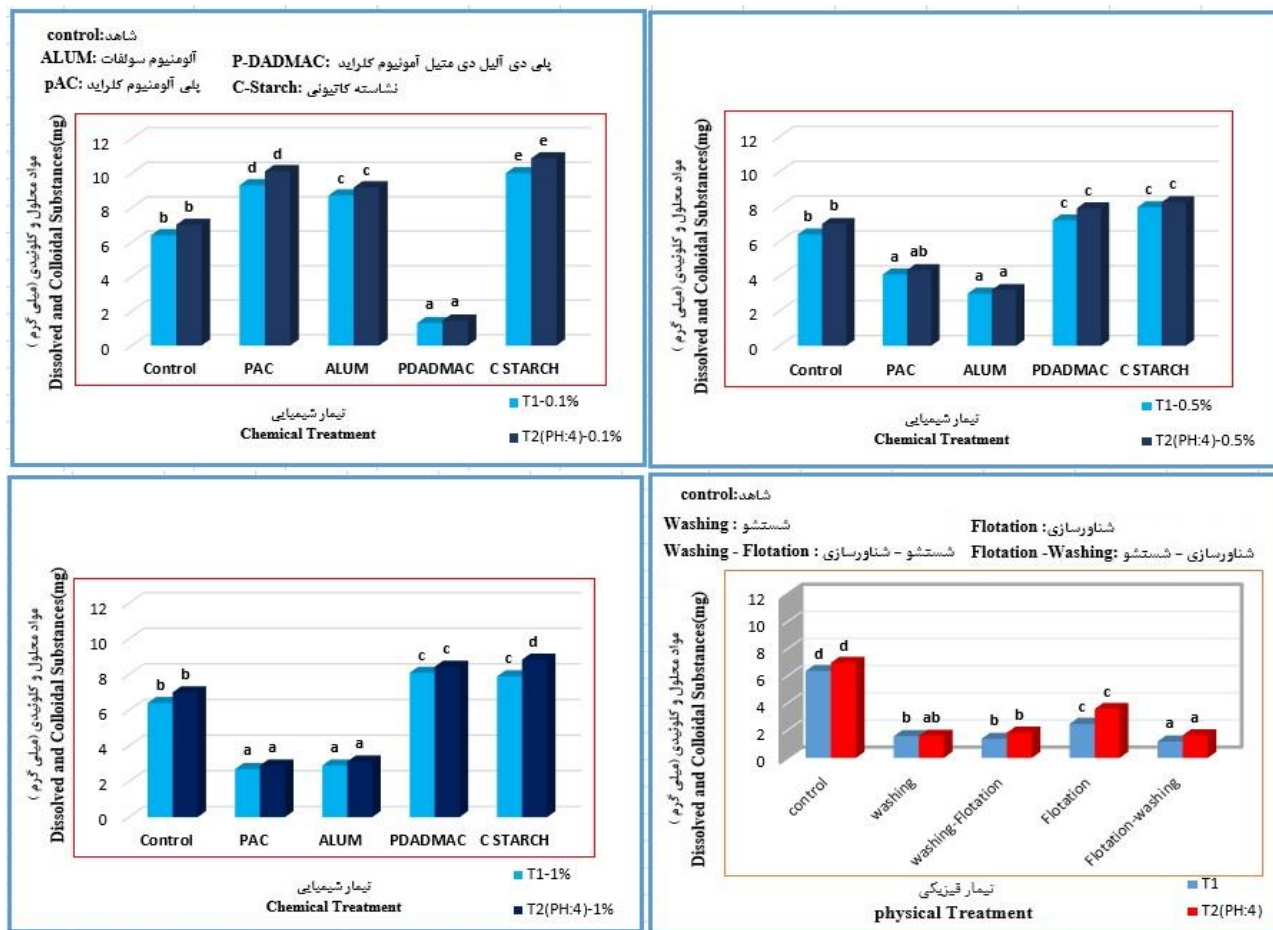 control:شاهد
ALUM: آلومنیوم سولفات
P-DADMAC: پلی دی آلیل دی متیل آمونیوم کلراید
pAC: پلی آلومنیوم کلراید
C-Starch: نشاسته کاتیونی
مواد محلول و کلوئیدی (میلی گرم )
Dissolved and Colloidal Substances(mg)
12
10
8
6
4
2
0
b b d d c c a a e e
Control PAC ALUM PDADMAC C STARCH
تیمار شیمیایی
Chemical Treatment
T1-0.1%
T2(PH:4)-0.1%
مواد محلول و کلوئیدی (میلی گرم )
Dissolved and Colloidal Substances(mg)
12
10
8
6
4
2
0
b b a ab a a c c c c
Control PAC ALUM PDADMAC C STARCH
تیمار شیمیایی
Chemical Treatment
T1-0.5%
T2(PH:4)-0.5%
مواد محلول و کلوئیدی (میلی گرم )
Dissolved and Colloidal Substances(mg)
12
10
8
6
4
2
0
b b a a a a c c c d
Control PAC ALUM PDADMAC C STARCH
تیمار شیمیایی
Chemical Treatment
T1-1%
T2(PH:4)-1%
control:شاهد
Washing : شستشو
Flotation: شناورسازی
Washing - Flotation : شستشو - شناورسازی
Flotation -Washing: شناورسازی - شستشو
مواد محلول و کلوئیدی (میلی گرم )
Dissolved and Colloidal Substances(mg)
12
10
8
6
4
2
0
d d b ab b b c c a a
control washing washing-Flotation Flotation Flotation-washing
تیمار قیزیکی
physical Treatment
T1
T2(PH:4)